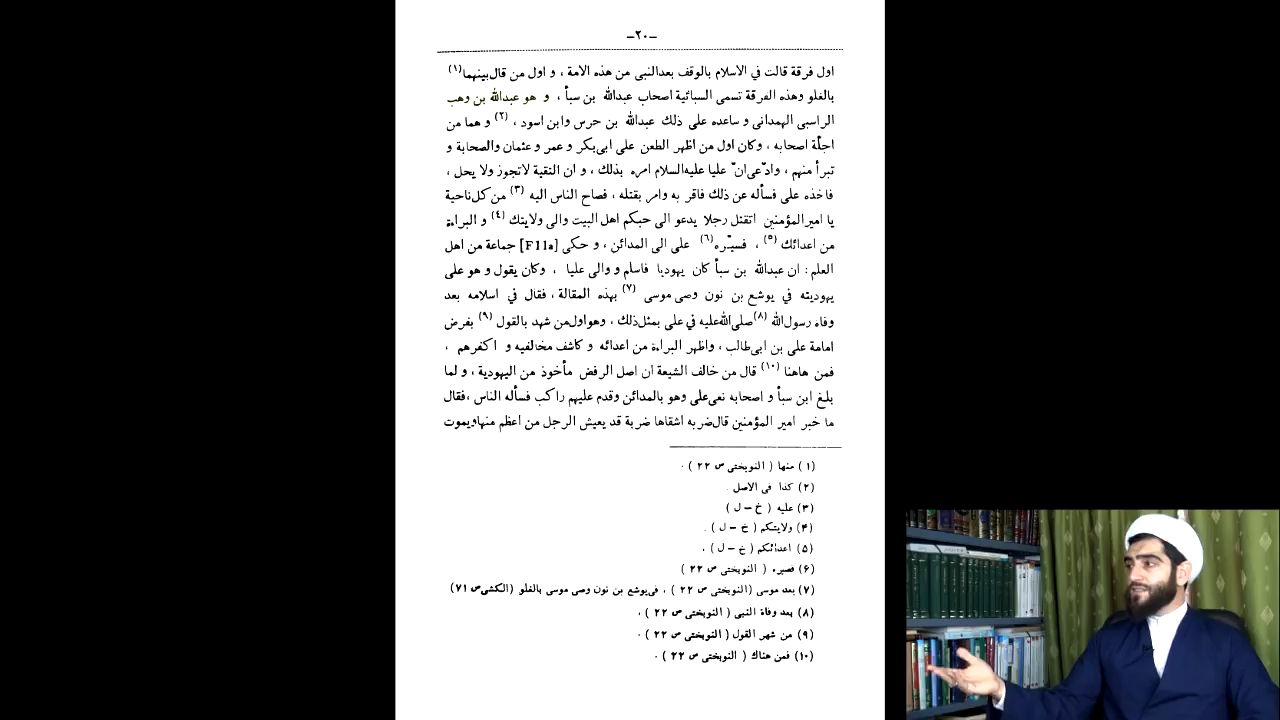 –٢٠–
اول فرقة قالت في الاسلام بالوقف بعدالنبى من هذه الامة ، و اول من قال‌بينهما(١)
بالغلو وهذه الفرقة تسمى السبائية اصحاب عبدالله بن سبأ ، و هو عبدالله بن وهب
الراسبى الهمدانى و ساعده على ذلك عبدالله بن حرس وابن اسود ، (٢) و هما من
اجلّة اصحابه ، وكان اول من اظهر الطعن على ابى‌بكر و عمر و عثمان والصحابة و
تبرأ منهم ، وادّعى‌انّ عليا عليه‌السلام امره بذلك ، و ان التقية لاتجوز ولا يحل ،
فاخذه على فسأله عن ذلك فاقر به وامر بقتله ، فصاح الناس اليه (٣) من كل‌ناحية
يا امير المؤمنين اتقتل رجلا يدعو الى حبكم اهل البيت والى ولايتك (٤) و البراءة
من اعدائك (٥) ، فسيّره(٦) على الى المدائن ، و حكى [F11a] جماعة من اهل
العلم : ان عبدالله بن سبأ كان يهوديا فاسلم و والى عليا ، وكان يقول و هو على
يهوديته في يوشع بن نون وصى موسى (٧) بهذه المقالة ، فقال في اسلامه بعد
وفاة رسول‌الله (٨)صلى‌الله‌عليه في على بمثل‌ذلك ، وهواول‌من شهد بالقول (٩) بفرض
امامة على بن ابى‌طالب ، واظهر البراءة من اعدائه و كاشف مخالفيه و اكفرهم ،
فمن هاهنا (١٠) قال من خالف الشيعة ان اصل الرفض مأخوذ من اليهودية ، و لما
بلغ ابن سبأ و اصحابه نعى‌على وهو بالمدائن وقدم عليهم راكب فسأله الناس ،فقال
ما خبر امير المؤمنين قال‌ضربه اشقاها ضربة قد يعيش الرجل من اعظم منهاويموت
(١) منها ( النوبختى ص ٢٢ ) .
(٢) كذا فى الاصل .
(٣) عليه ( خ – ل )
(۴) ولايتكم ( خ – ل ) .
(۵) اعدائكم ( خ – ل ) .
(۶) فصيره ( النوبختى ص ٢٢ )
(٧) بعد موسى (النوبختى ص ٢٢ ) ، فى‌يوشع بن نون وصى موسى بالغلو (الكشى‌ص ٧١)
(٨) بعد وفاة النبى ( النوبختى ص ٢٢ ) .
(٩) من شهر القول ( النوبختى ص ٢٢ ) .
(١٠) فمن هناك ( النوبختى ص ٢٢ ) .